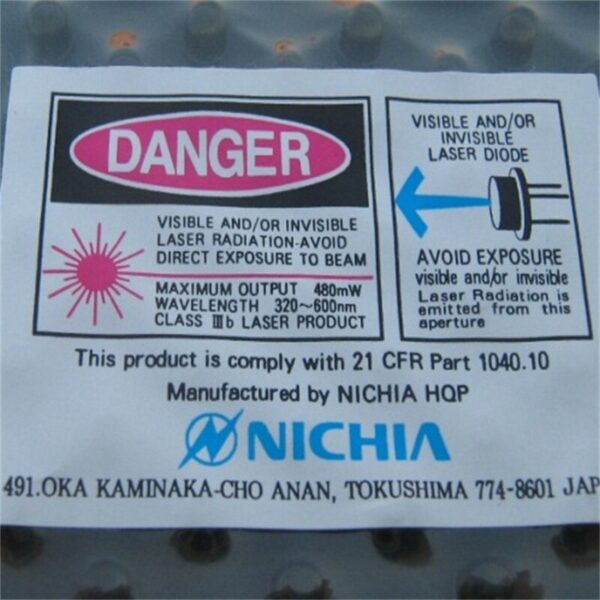 DANGER
VISIBLE AND/OR INVISIBLE
LASER RADIATION-AVOID
DIRECT EXPOSURE TO BEAM
MAXIMUM OUTPUT 480mW
WAVELENGTH 320~600nm
CLASS IIIb LASER PRODUCT
VISIBLE AND/OR
INVISIBLE
LASER DIODE
AVOID EXPOSURE
visible and/or invisible
Laser Radiation is
emitted from this
aperture
This product is comply with 21 CFR Part 1040.10
Manufactured by NICHIA HQP
NICHIA
491.OKA KAMINAKA-CHO ANAN, TOKUSHIMA 774-8601 JAP